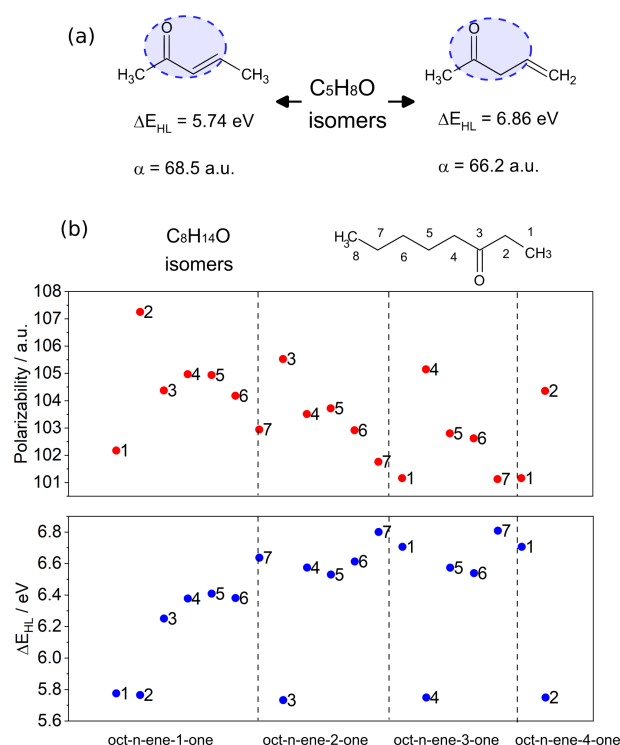 (a)
O
H₃C
CH₃
C₅H₈O
isomers
O
H₃C
CH₂
ΔE_HL = 5.74 eV
α = 68.5 a.u.
ΔE_HL = 6.86 eV
α = 66.2 a.u.
(b)
C₈H₁₄O
isomers
H₃C 7 5 3 1
8 6 4 2 CH₃
O
Polarizability / a.u.
108
107
106
105
104
103
102
101
1 2 3 4 5 6 7
3 4 5 6 7
1 4 5 6 7
1 2
ΔE_HL / eV
6.8
6.6
6.4
6.2
6.0
5.8
5.6
1 2 3 4 5 6 7
3 4 5 6 7
1 4 5 6 7
1 2
oct-n-ene-1-one oct-n-ene-2-one oct-n-ene-3-one oct-n-ene-4-one